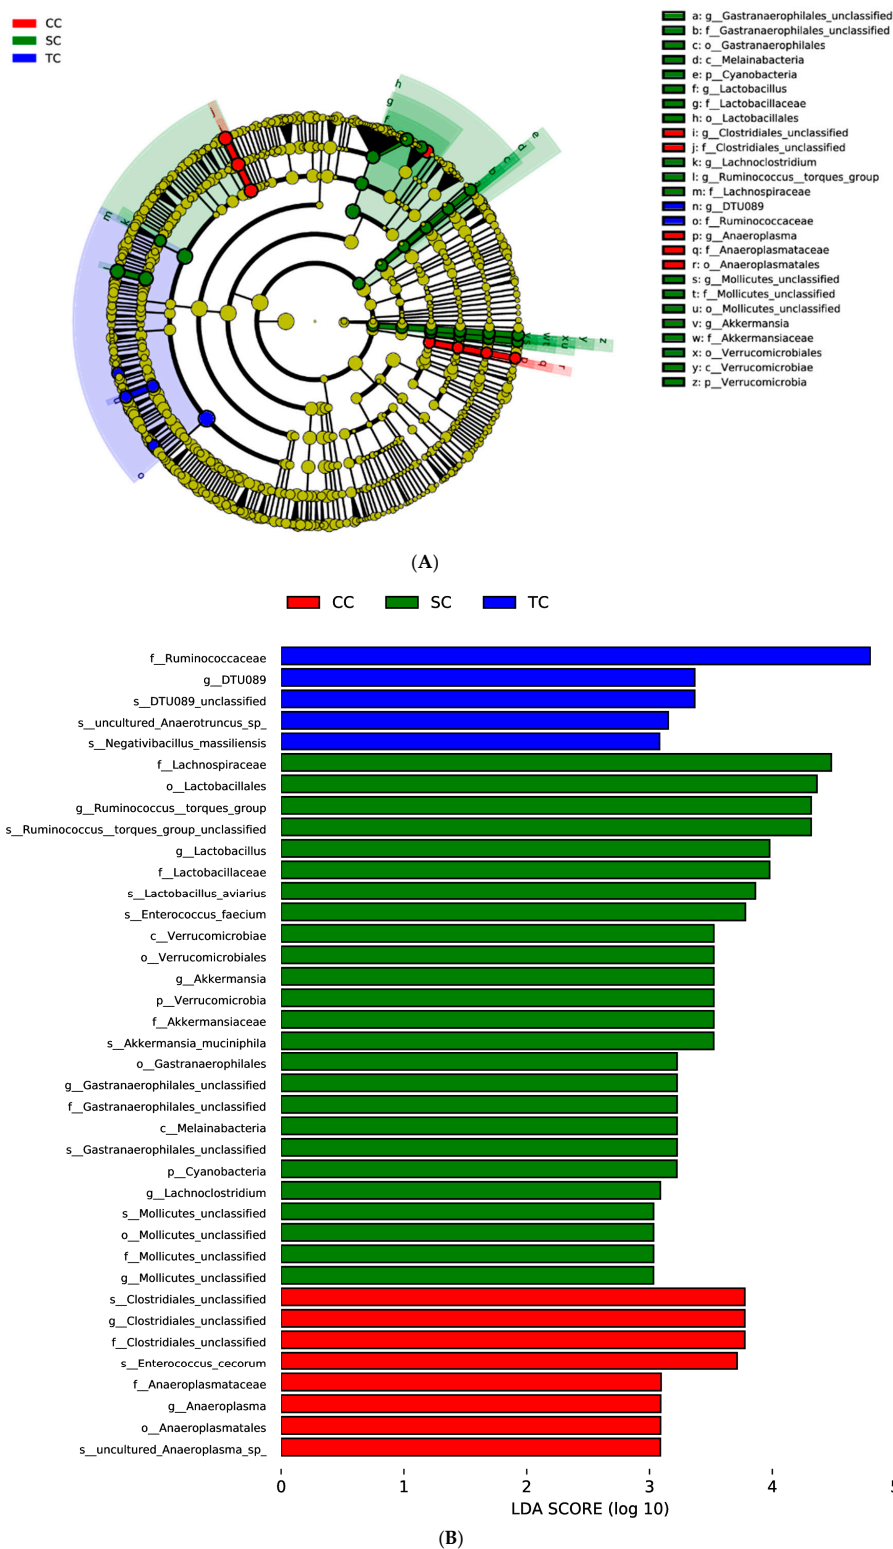 CC
SC
TC
a: g__Gastranaerophilales_unclassified
b: f__Gastranaerophilales_unclassified
c: o__Gastranaerophilales
d: c__Melainabacteria
e: p__Cyanobacteria
f: g__Lactobacillus
g: f__Lactobacillaceae
h: o__Lactobacillales
i: g__Clostridiales_unclassified
j: f__Clostridiales_unclassified
k: g__Lachnoclostridium
l: g__Ruminococcus__torques_group
m: f__Lachnospiraceae
n: g__DTU089
o: f__Ruminococcaceae
p: g__Anaeroplasma
q: f__Anaeroplasmataceae
r: o__Anaeroplasmatales
s: g__Mollicutes_unclassified
t: f__Mollicutes_unclassified
u: o__Mollicutes_unclassified
v: g__Akkermansia
w: f__Akkermansiaceae
x: o__Verrucomicrobiales
y: c__Verrucomicrobiae
z: p__Verrucomicrobia
h
g
f
e
d
c
b
m
k
o
x
u
y
z
p
q
r
(A)
CC SC TC
f__Ruminococcaceae
g__DTU089
s__DTU089_unclassified
s__uncultured_Anaerotruncus_sp_
s__Negativibacillus_massiliensis
f__Lachnospiraceae
o__Lactobacillales
g__Ruminococcus__torques_group
s__Ruminococcus__torques_group_unclassified
g__Lactobacillus
f__Lactobacillaceae
s__Lactobacillus_aviarius
s__Enterococcus_faecium
c__Verrucomicrobiae
o__Verrucomicrobiales
g__Akkermansia
p__Verrucomicrobia
f__Akkermansiaceae
s__Akkermansia_muciniphila
o__Gastranaerophilales
g__Gastranaerophilales_unclassified
f__Gastranaerophilales_unclassified
c__Melainabacteria
s__Gastranaerophilales_unclassified
p__Cyanobacteria
g__Lachnoclostridium
s__Mollicutes_unclassified
o__Mollicutes_unclassified
f__Mollicutes_unclassified
g__Mollicutes_unclassified
s__Clostridiales_unclassified
g__Clostridiales_unclassified
f__Clostridiales_unclassified
s__Enterococcus_cecorum
f__Anaeroplasmataceae
g__Anaeroplasma
o__Anaeroplasmatales
s__uncultured_Anaeroplasma_sp_
0 1 2 3 4
LDA SCORE (log 10)
(B)